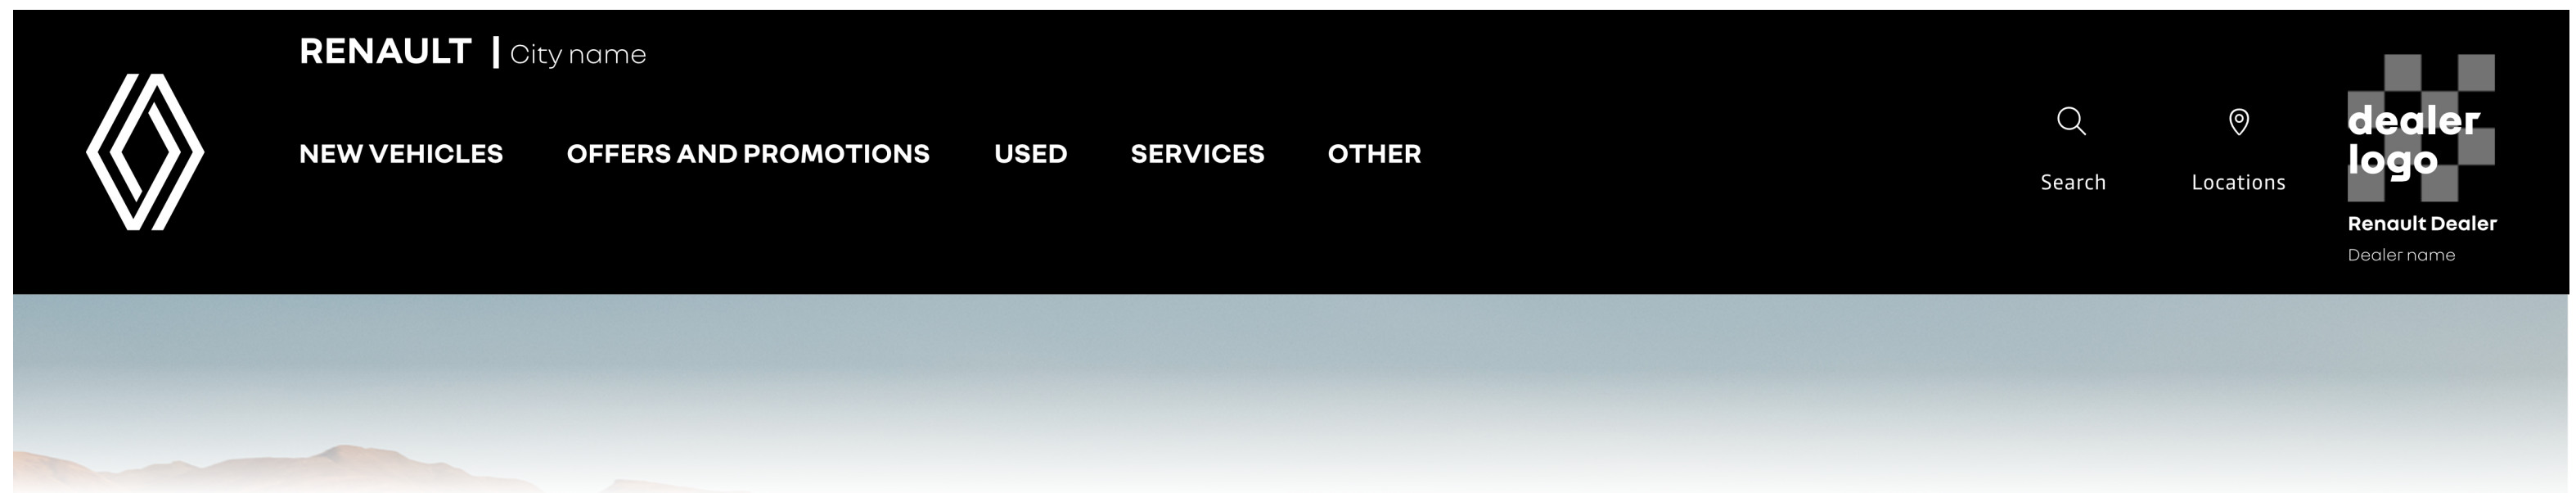 RENAULT | City name
NEW VEHICLES OFFERS AND PROMOTIONS USED SERVICES OTHER
Search
Locations
dealer
logo
Renault Dealer
Dealer name